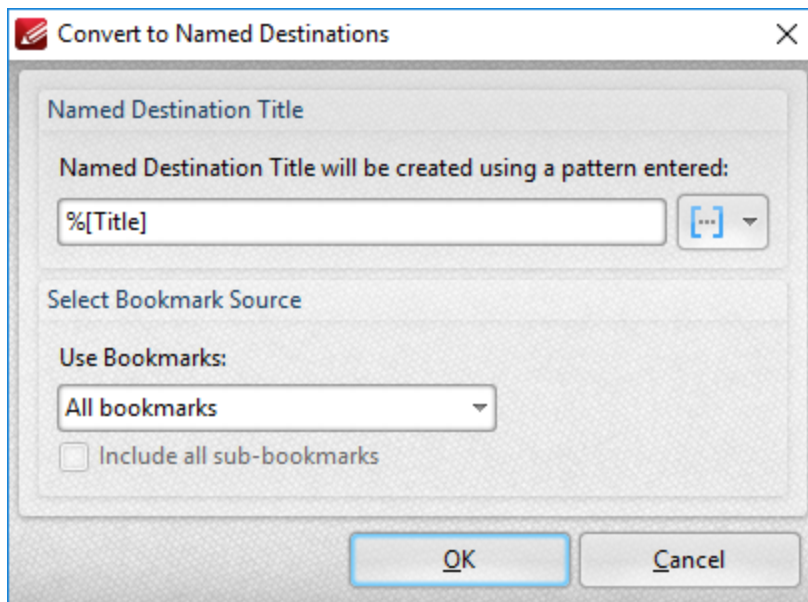 Convert to Named Destinations
Named Destination Title
Named Destination Title will be created using a pattern entered:
%[Title]
Select Bookmark Source
Use Bookmarks:
All bookmarks
Include all sub-bookmarks
OK
Cancel